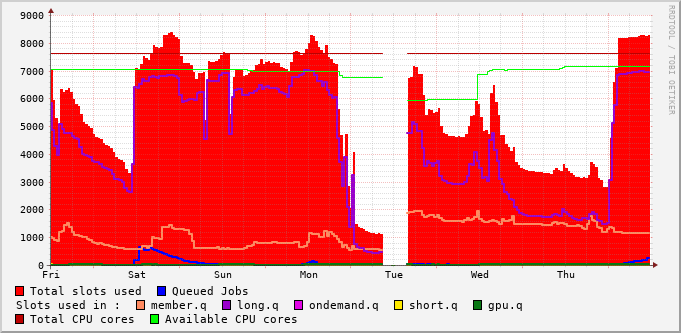 9000
8000
7000
6000
5000
4000
3000
2000
1000
0
Fri Sat Sun Mon Tue Wed Thu
RRDTOOL / TOBI OETIKER
Total slots used Queued Jobs
Slots used in : member.q long.q ondemand.q short.q gpu.q
Total CPU cores Available CPU cores